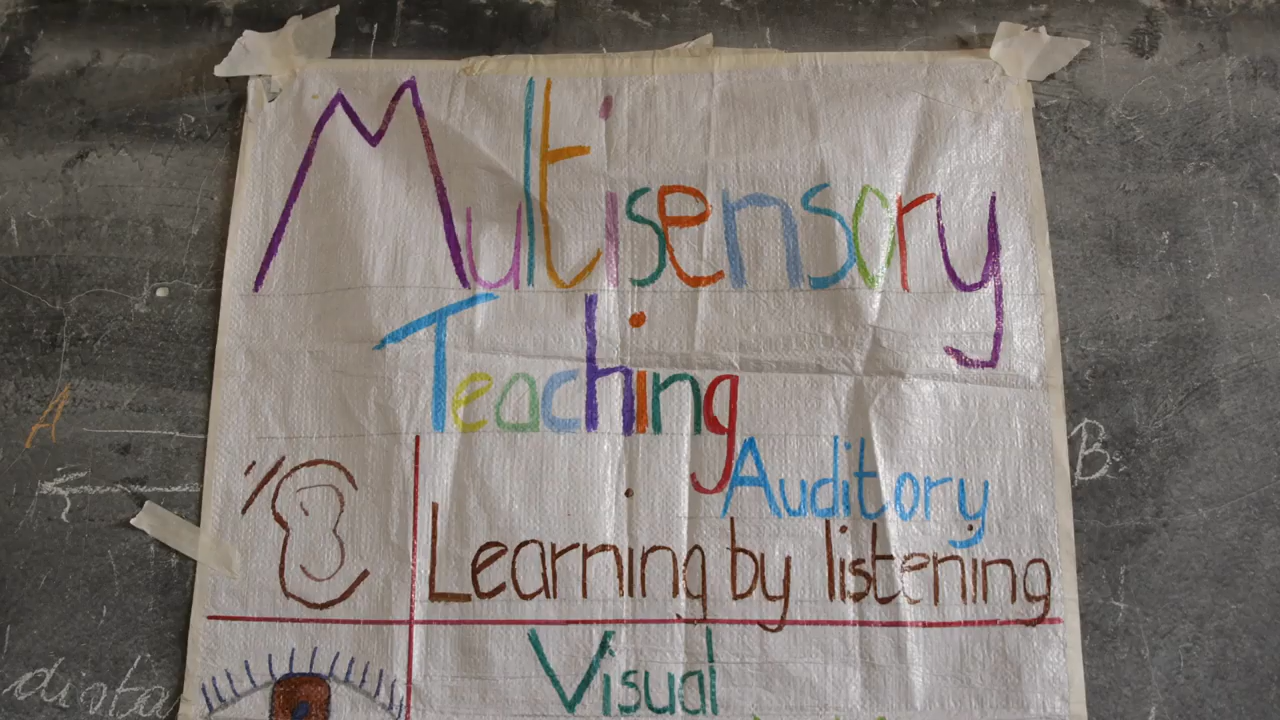 Multisensory
Teaching
Auditory
Learning by listening
Visual
A
B